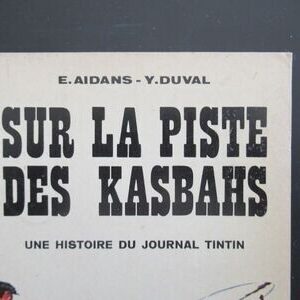 E. AIDANS - Y. DUVAL
SUR LA PISTE
DES KASBAHS
UNE HISTOIRE DU JOURNAL TINTIN